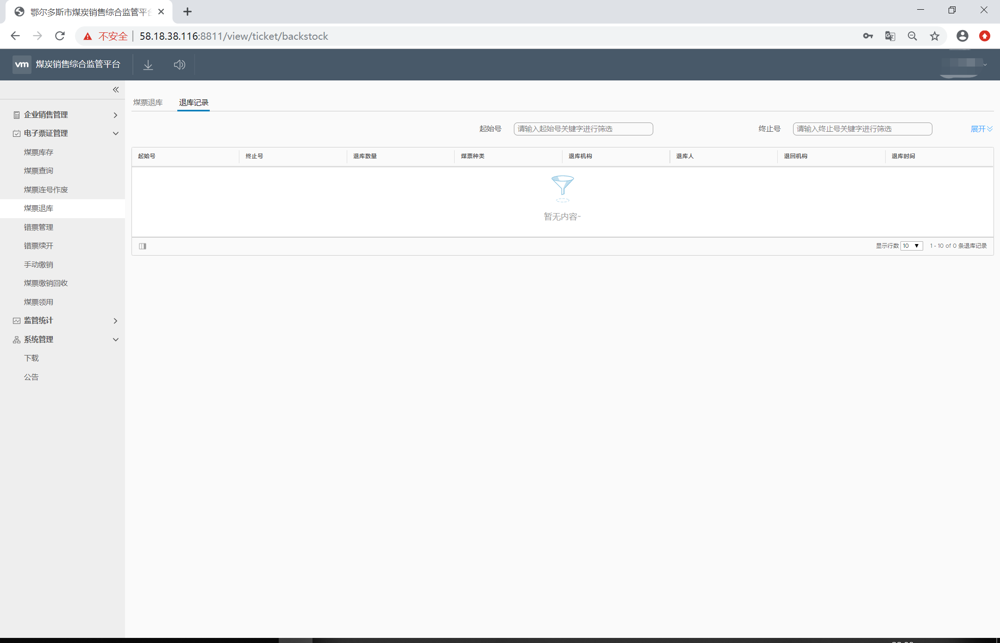 鄂尔多斯市煤炭销售综合监管平台
不安全 58.18.38.116:8811/view/ticket/backstock
vm 煤炭销售综合监管平台
企业销售管理
电子票证管理
煤票库存
煤票查询
煤票连号作废
煤票退库
错票管理
错票续开
手动缴销
煤票缴销回收
煤票领用
监管统计
系统管理
下载
公告
煤票退库 退库记录
起始号 请输入起始号关键字进行筛选 终止号 请输入终止号关键字进行筛选 展开
起始号 终止号 退库数量 煤票种类 退库机构 退库人 退回机构 退库时间
暂无内容~
显示行数 10 1 - 10 of 0 条退库记录